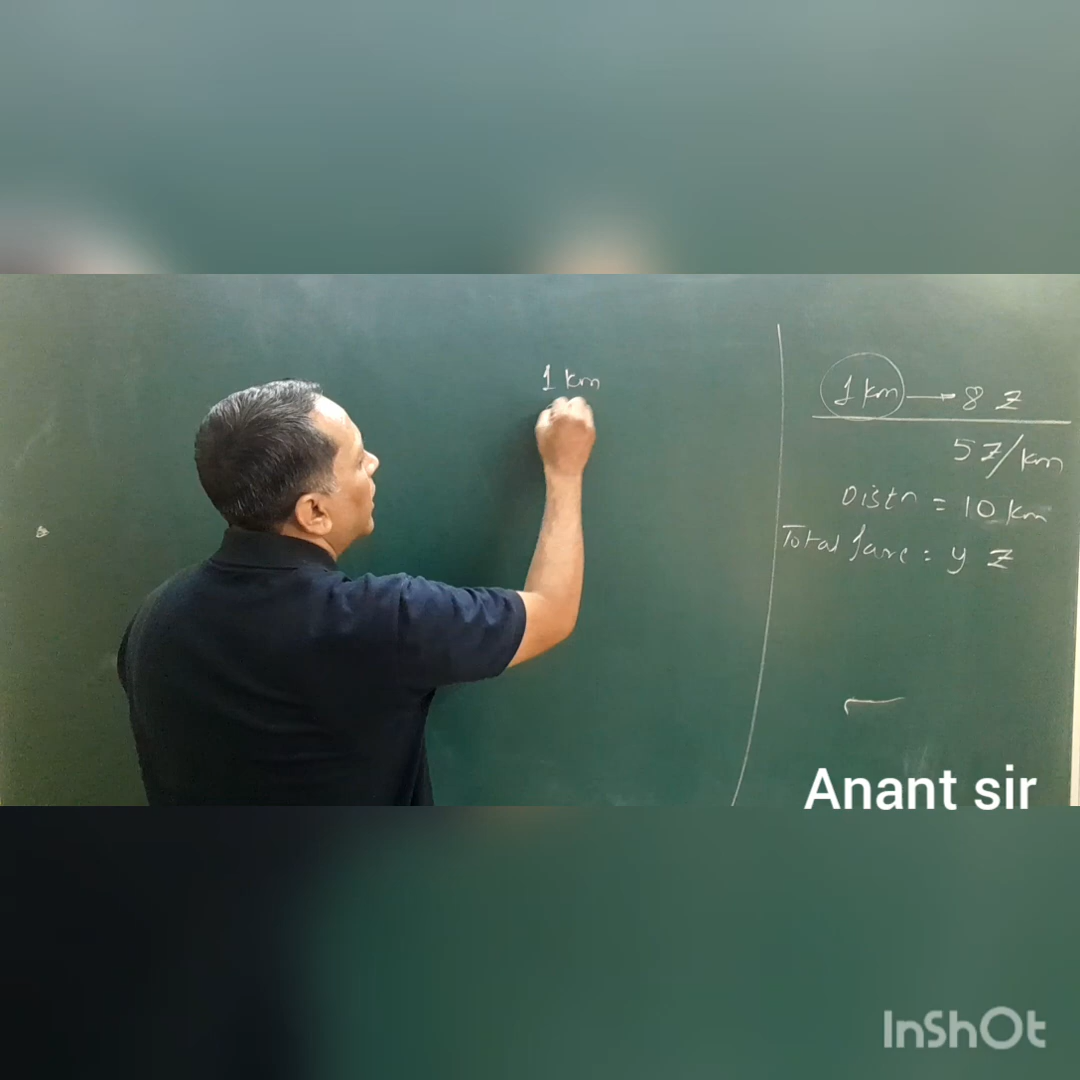 1 km
1 km → 8 Z
5 Z/km
Distn = 10 km
Total fare : y Z
Anant sir
InShOt